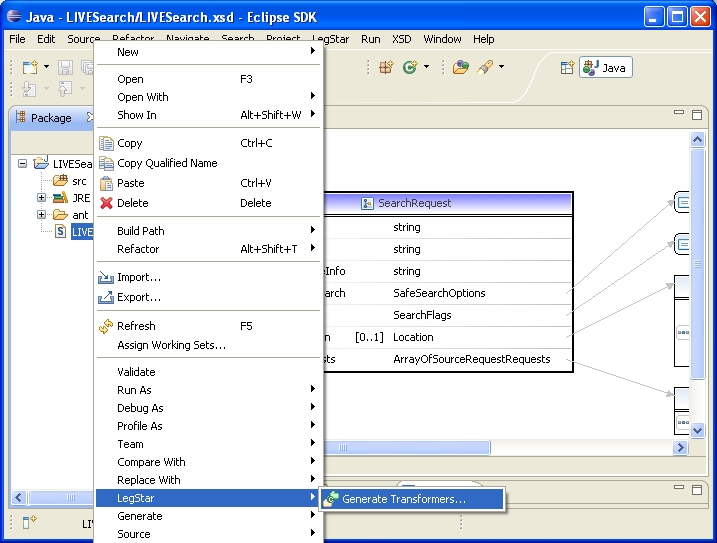 Java - LIVESearch/LIVESearch.xsd - Eclipse SDK
File Edit Source Refactor Navigate Search Project LegStar Run XSD Window Help
Java
Package
New
Open F3
Open With
Show In Alt+Shift+W
Copy Ctrl+C
Copy Qualified Name
Paste Ctrl+V
Delete Delete
Build Path
Refactor Alt+Shift+T
Import...
Export...
Refresh F5
Assign Working Sets...
Validate
Run As
Debug As
Profile As
Team
Compare With
Replace With
LegStar
Generate
Source
Generate Transformers...
LIVESea
src
JRE
ant
LIVE
SearchRequest
string
string
eInfo string
arch SafeSearchOptions
SearchFlags
n [0..1] Location
sts ArrayOfSourceRequestRequests
LI